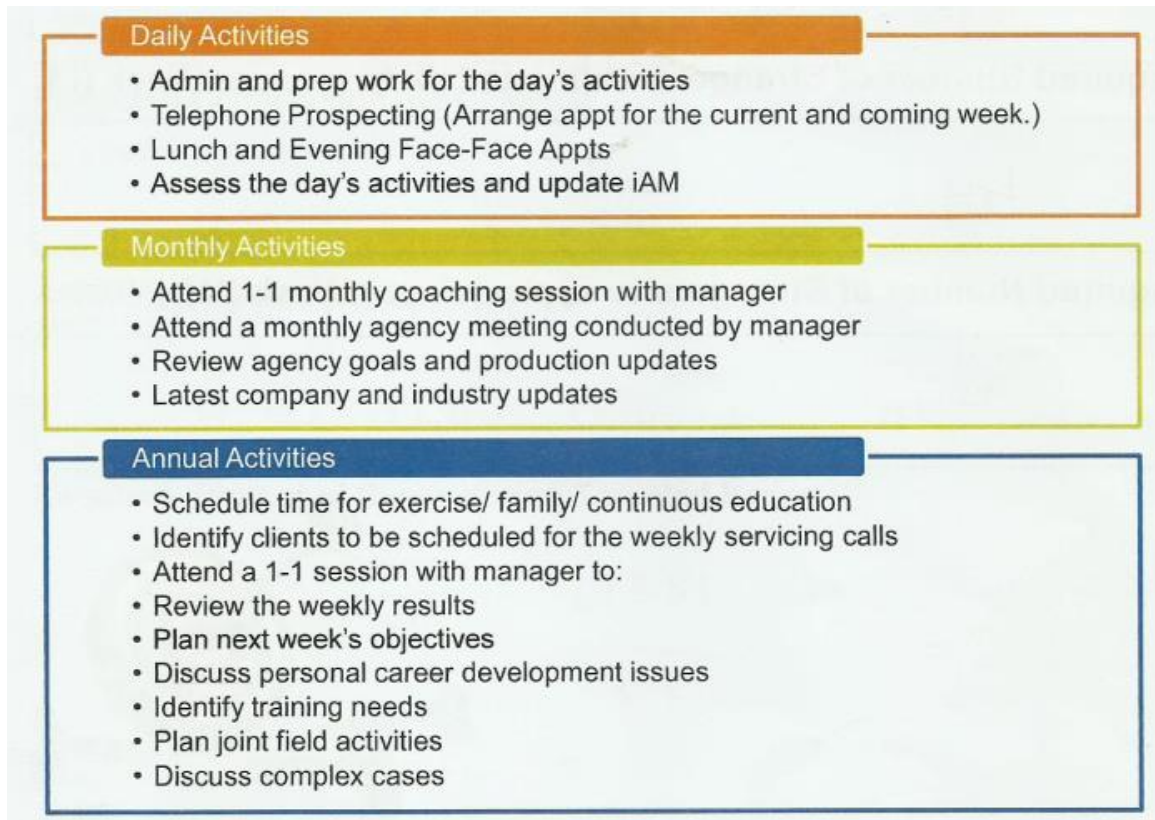 Daily Activities
• Admin and prep work for the day's activities
• Telephone Prospecting (Arrange appt for the current and coming week.)
• Lunch and Evening Face-Face Appts
• Assess the day's activities and update iAM
Monthly Activities
• Attend 1-1 monthly coaching session with manager
• Attend a monthly agency meeting conducted by manager
• Review agency goals and production updates
• Latest company and industry updates
Annual Activities
• Schedule time for exercise/ family/ continuous education
• Identify clients to be scheduled for the weekly servicing calls
• Attend a 1-1 session with manager to:
• Review the weekly results
• Plan next week's objectives
• Discuss personal career development issues
• Identify training needs
• Plan joint field activities
• Discuss complex cases